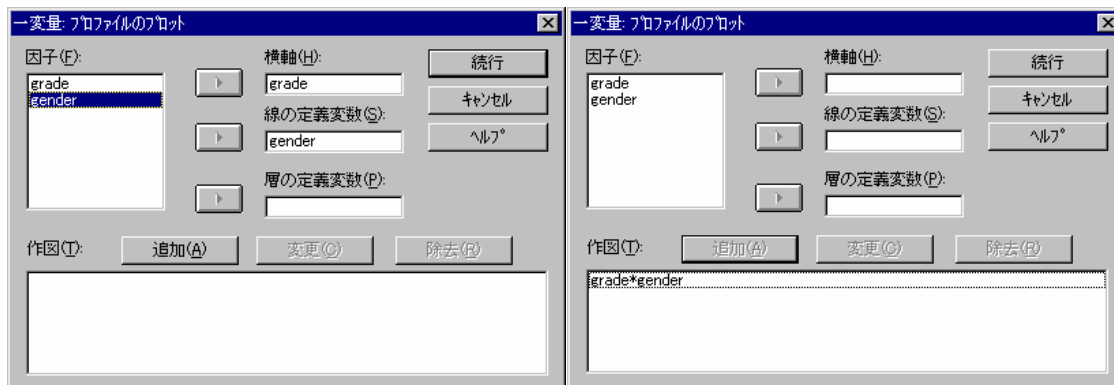 一変量: プロファイルのプロット
因子(F):
grade
gender
横軸(H):
grade
線の定義変数(S):
gender
層の定義変数(P):
続行
キャンセル
ヘルプ
作図(T):
追加(A)
変更(C)
除去(R)
一変量: プロファイルのプロット
因子(F):
grade
gender
横軸(H):
線の定義変数(S):
層の定義変数(P):
続行
キャンセル
ヘルプ
作図(T):
追加(A)
変更(C)
除去(R)
grade*gender